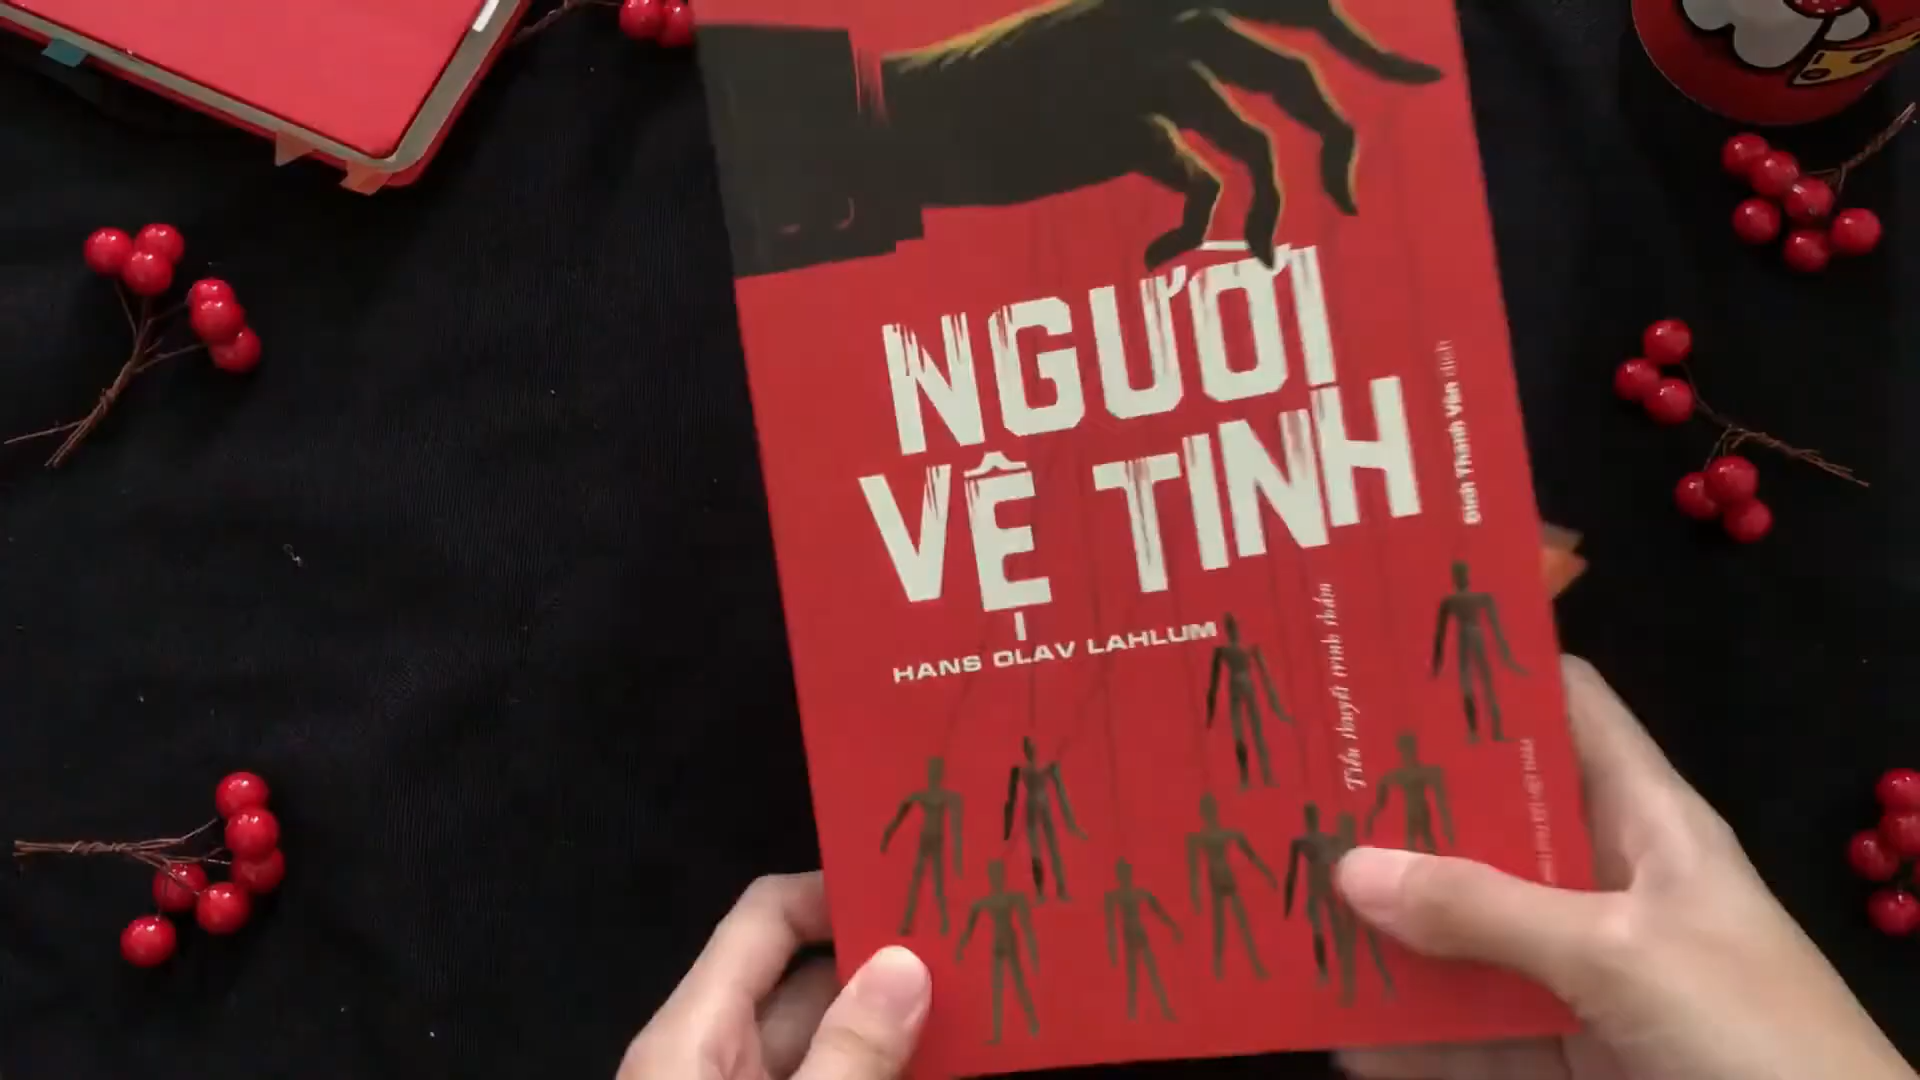 NGƯỜI
VỆ TINH
HANS OLAV LAHLUM
Đinh Thanh Vân dịch
Tiểu thuyết trinh thám